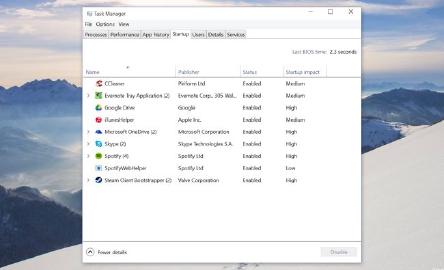 Task Manager
File Options View
Processes Performance App history Startup Users Details Services
Last BIOS time: 2.3 seconds
Name Publisher Status Startup impact
CCleaner Piriform Ltd Enabled Medium
Evernote Tray Application (2) Evernote Corp., 305 Wal... Enabled Medium
Google Drive Google Enabled High
iTunesHelper Apple Inc. Enabled Medium
Microsoft OneDrive (2) Microsoft Corporation Enabled High
Skype (2) Skype Technologies S.A. Enabled High
Spotify (4) Spotify Ltd Enabled High
SpotifyWebHelper Spotify Ltd Enabled Low
Steam Client Bootstrapper (2) Valve Corporation Enabled High
Fewer details Disable